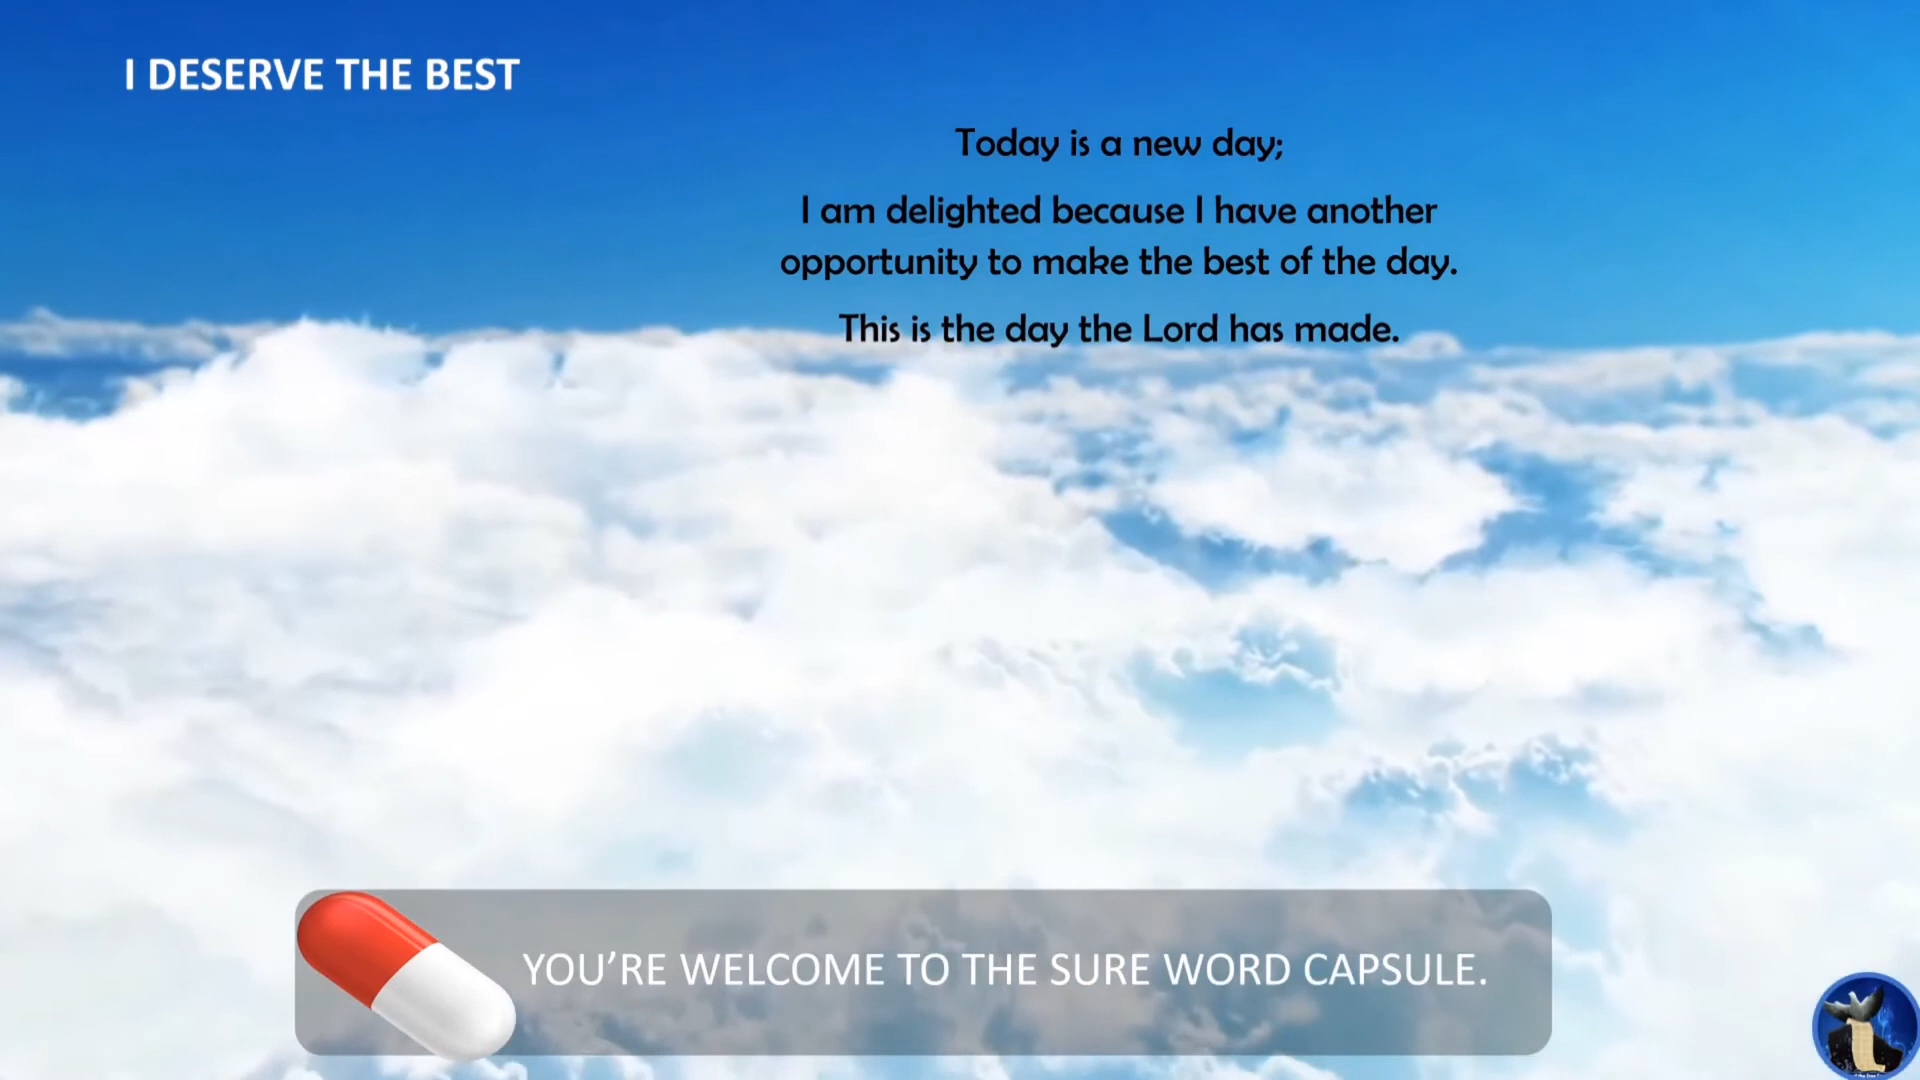 I DESERVE THE BEST
Today is a new day;
I am delighted because I have another
opportunity to make the best of the day.
This is the day the Lord has made.
YOU’RE WELCOME TO THE SURE WORD CAPSULE.